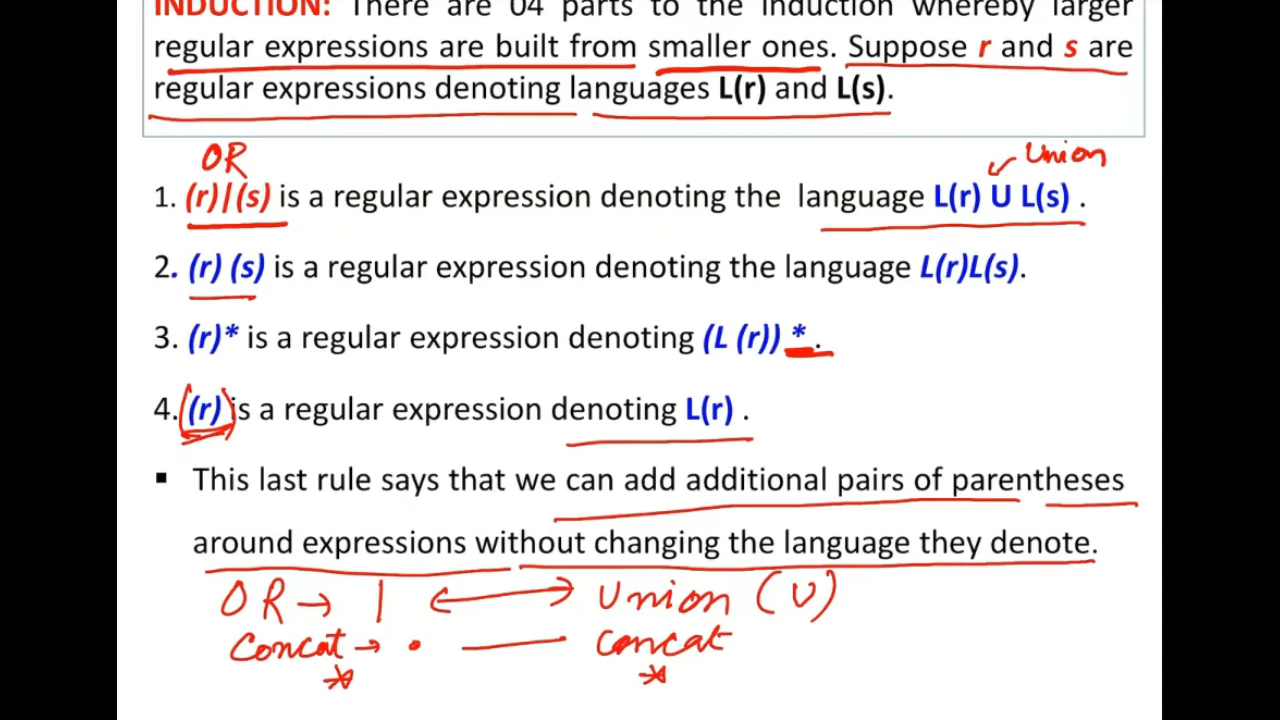 INDUCTION: There are 04 parts to the induction whereby larger
regular expressions are built from smaller ones. Suppose r and s are
regular expressions denoting languages L(r) and L(s).
OR
Union
1. (r)|(s) is a regular expression denoting the language L(r) U L(s) .
2. (r) (s) is a regular expression denoting the language L(r)L(s).
3. (r)* is a regular expression denoting (L (r)) * .
4. (r) is a regular expression denoting L(r) .
▪ This last rule says that we can add additional pairs of parentheses
around expressions without changing the language they denote.
OR → | ↔ Union (U)
Concat → • — Concat
* *